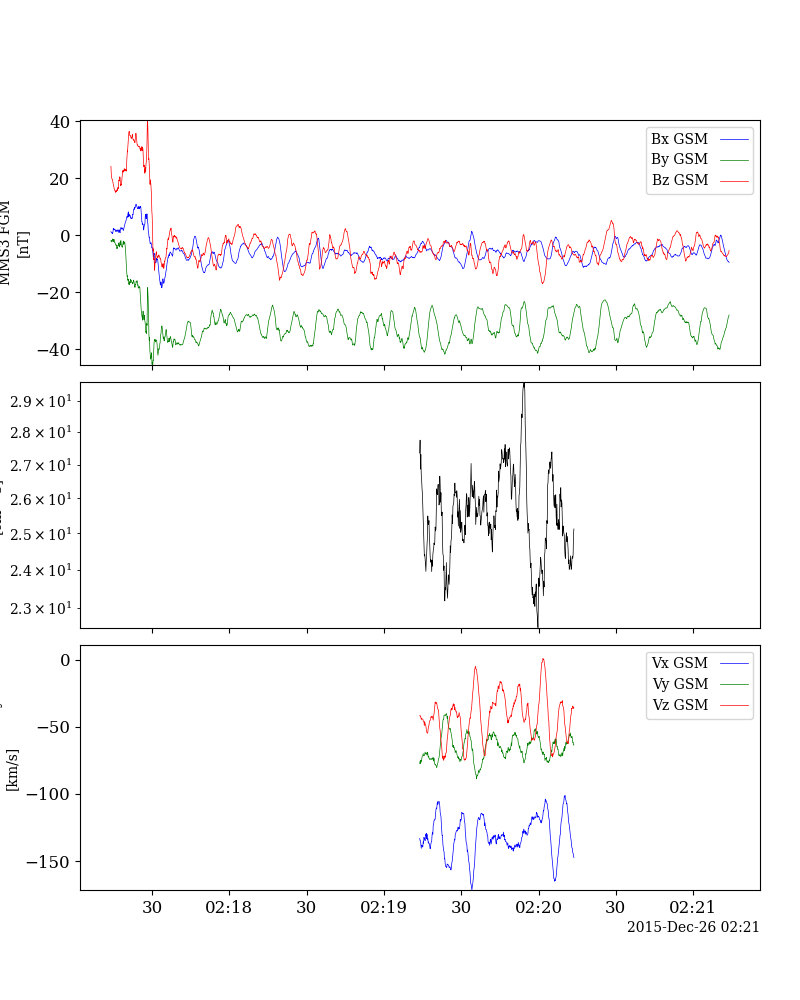 40
20
0
−20
−40
MMS3 FGM
[nT]
Bx GSM
By GSM
Bz GSM
2.9 × 10¹
2.8 × 10¹
2.7 × 10¹
2.6 × 10¹
2.5 × 10¹
2.4 × 10¹
2.3 × 10¹
0
−50
−100
−150
[km/s]
Vx GSM
Vy GSM
Vz GSM
30 02:18 30 02:19 30 02:20 30 02:21
2015-Dec-26 02:21